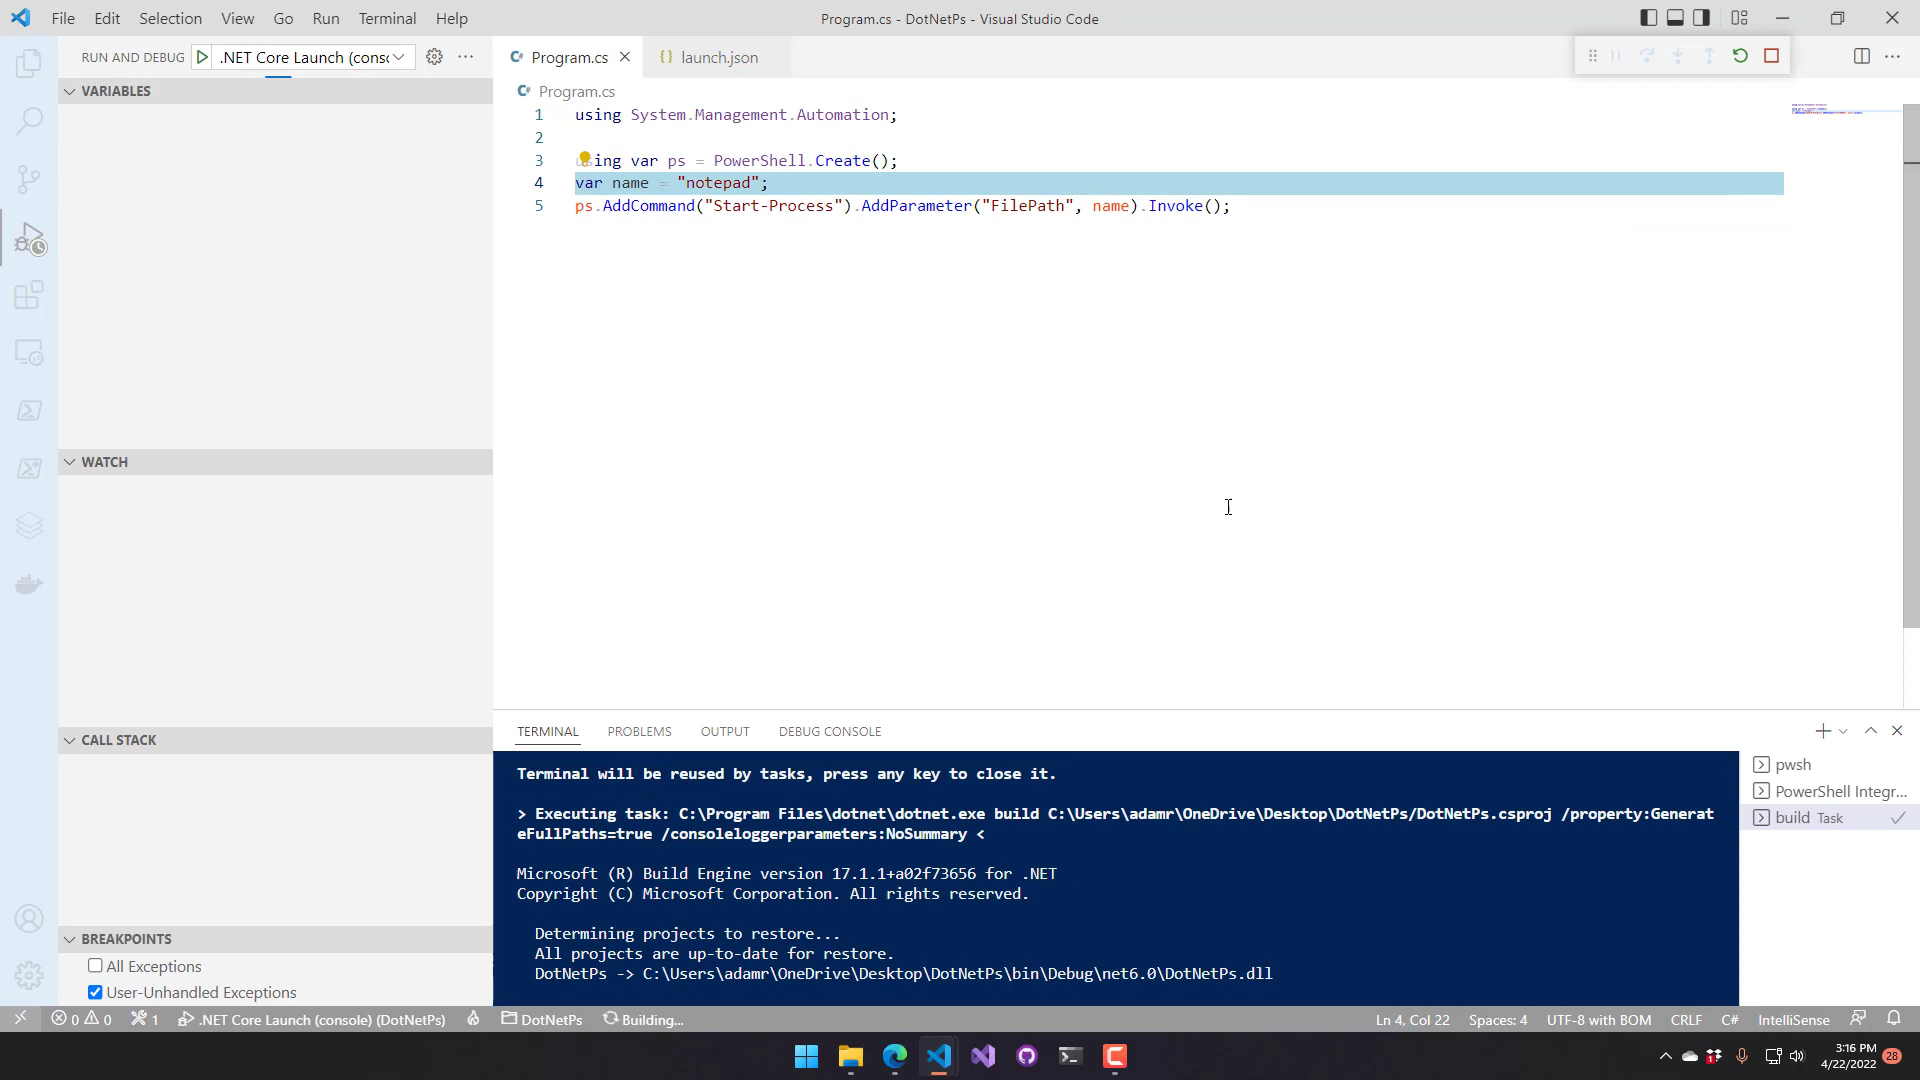 File Edit Selection View Go Run Terminal Help
Program.cs - DotNetPs - Visual Studio Code
RUN AND DEBUG .NET Core Launch (consc
Program.cs
launch.json
VARIABLES
Program.cs
1 using System.Management.Automation;
2
3 using var ps = PowerShell.Create();
4 var name = "notepad";
5 ps.AddCommand("Start-Process").AddParameter("FilePath", name).Invoke();
WATCH
CALL STACK
BREAKPOINTS
All Exceptions
User-Unhandled Exceptions
TERMINAL PROBLEMS OUTPUT DEBUG CONSOLE
Terminal will be reused by tasks, press any key to close it.
> Executing task: C:\Program Files\dotnet\dotnet.exe build C:\Users\adamr\OneDrive\Desktop\DotNetPs/DotNetPs.csproj /property:Generat
eFullPaths=true /consoleloggerparameters:NoSummary <
Microsoft (R) Build Engine version 17.1.1+a02f73656 for .NET
Copyright (C) Microsoft Corporation. All rights reserved.
Determining projects to restore...
All projects are up-to-date for restore.
DotNetPs -> C:\Users\adamr\OneDrive\Desktop\DotNetPs\bin\Debug\net6.0\DotNetPs.dll
pwsh
PowerShell Integr...
build Task
0 0 1 .NET Core Launch (console) (DotNetPs) DotNetPs Building...
Ln 4, Col 22 Spaces: 4 UTF-8 with BOM CRLF C# IntelliSense
3:16 PM
4/22/2022
28